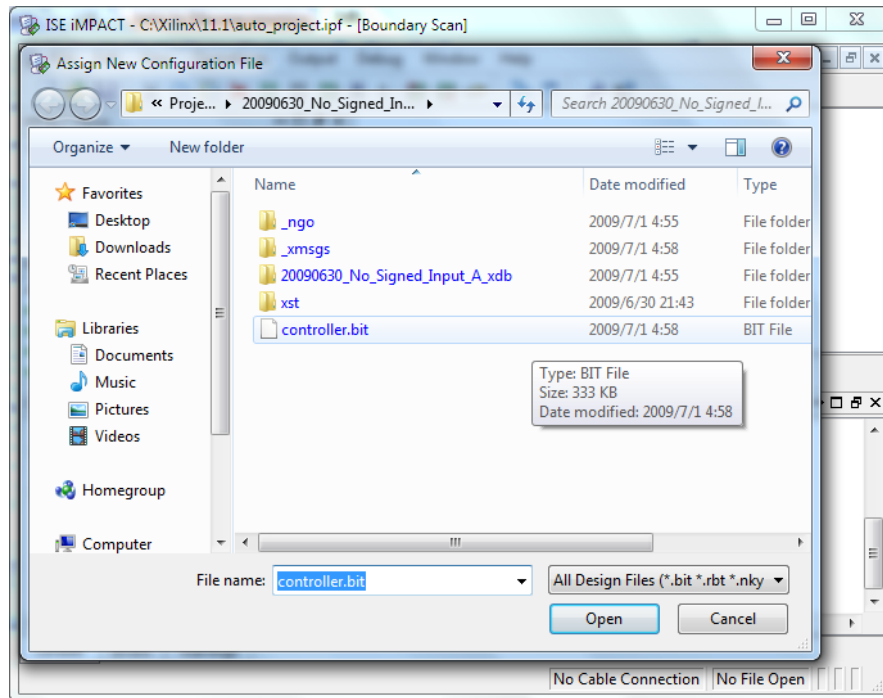 ISE iMPACT - C:\Xilinx\11.1\auto_project.ipf - [Boundary Scan]
Assign New Configuration File
Output Debug Window Help
« Proje... 20090630_No_Signed_In...
Search 20090630_No_Signed_I...
Organize New folder
Name Date modified Type
Favorites
Desktop
Downloads
Recent Places
Libraries
Documents
Music
Pictures
Videos
Homegroup
Computer
_ngo 2009/7/1 4:55 File folder
_xmsgs 2009/7/1 4:58 File folder
20090630_No_Signed_Input_A_xdb 2009/7/1 4:55 File folder
xst 2009/6/30 21:43 File folder
controller.bit 2009/7/1 4:58 BIT File
Type: BIT File
Size: 333 KB
Date modified: 2009/7/1 4:58
File name: controller.bit
All Design Files (*.bit *.rbt *.nky
Open Cancel
No Cable Connection No File Open